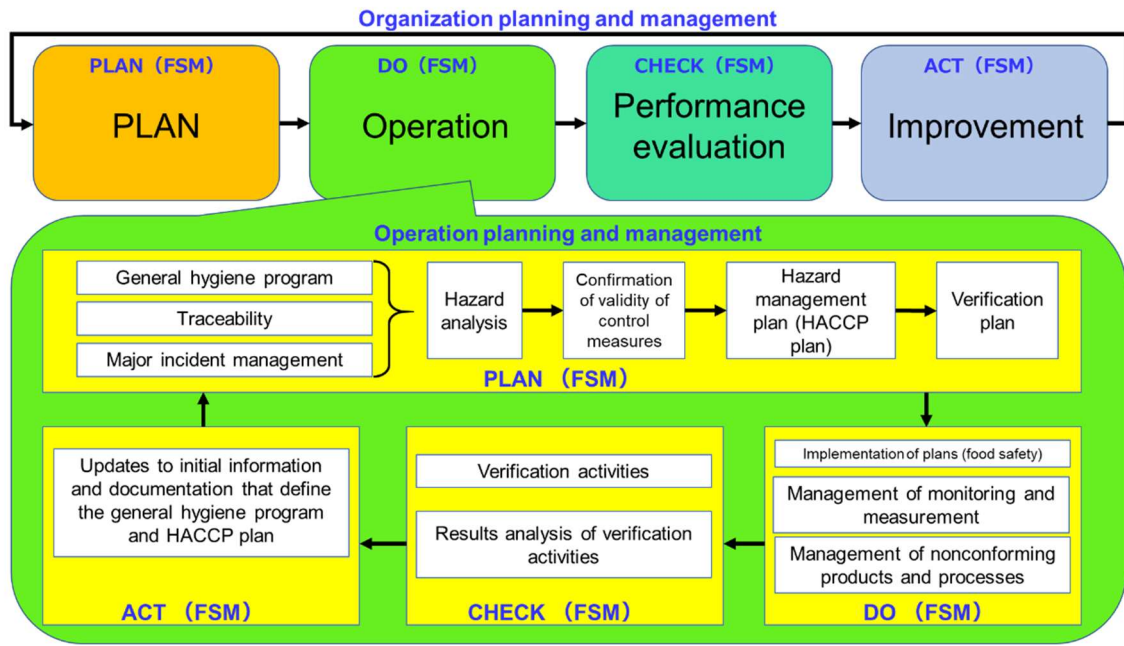 Organization planning and management
PLAN（FSM）
PLAN
DO（FSM）
Operation
CHECK（FSM）
Performance
evaluation
ACT（FSM）
Improvement
Operation planning and management
General hygiene program
Traceability
Major incident management
Hazard
analysis
Confirmation
of validity of
control
measures
Hazard
management
plan (HACCP
plan)
Verification
plan
PLAN （FSM）
Updates to initial information
and documentation that define
the general hygiene program
and HACCP plan
ACT （FSM）
Verification activities
Results analysis of verification
activities
CHECK （FSM）
Implementation of plans (food safety)
Management of monitoring and
measurement
Management of nonconforming
products and processes
DO （FSM）